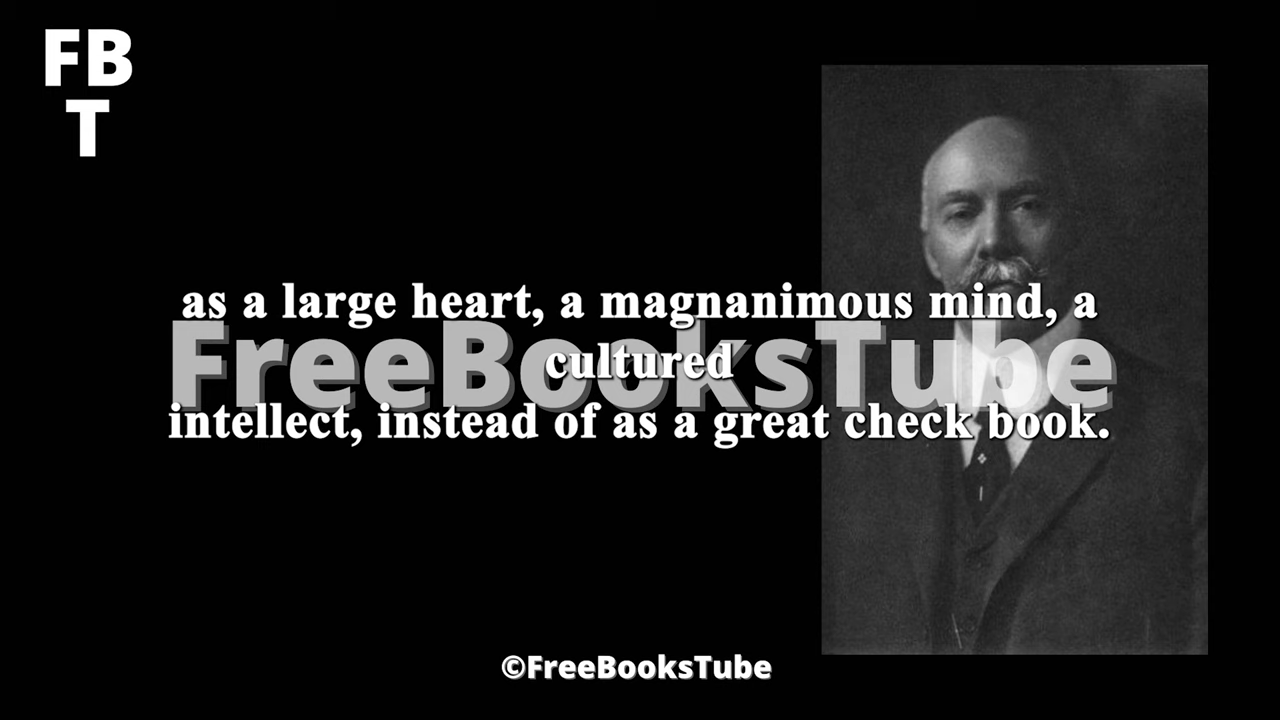 FB
T
as a large heart, a magnanimous mind, a
cultured
FreeBooksTube
intellect, instead of as a great check book.
©FreeBooksTube